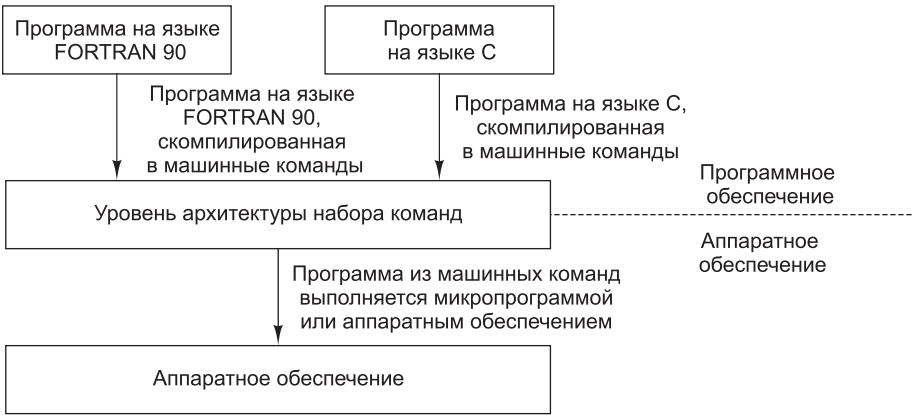 Программа на языке
FORTRAN 90
Программа
на языке C
Программа на языке
FORTRAN 90,
скомпилированная
в машинные команды
Программа на языке C,
скомпилированная
в машинные команды
Программное
обеспечение
Уровень архитектуры набора команд
Аппаратное
обеспечение
Программа из машинных команд
выполняется микропрограммой
или аппаратным обеспечением
Аппаратное обеспечение